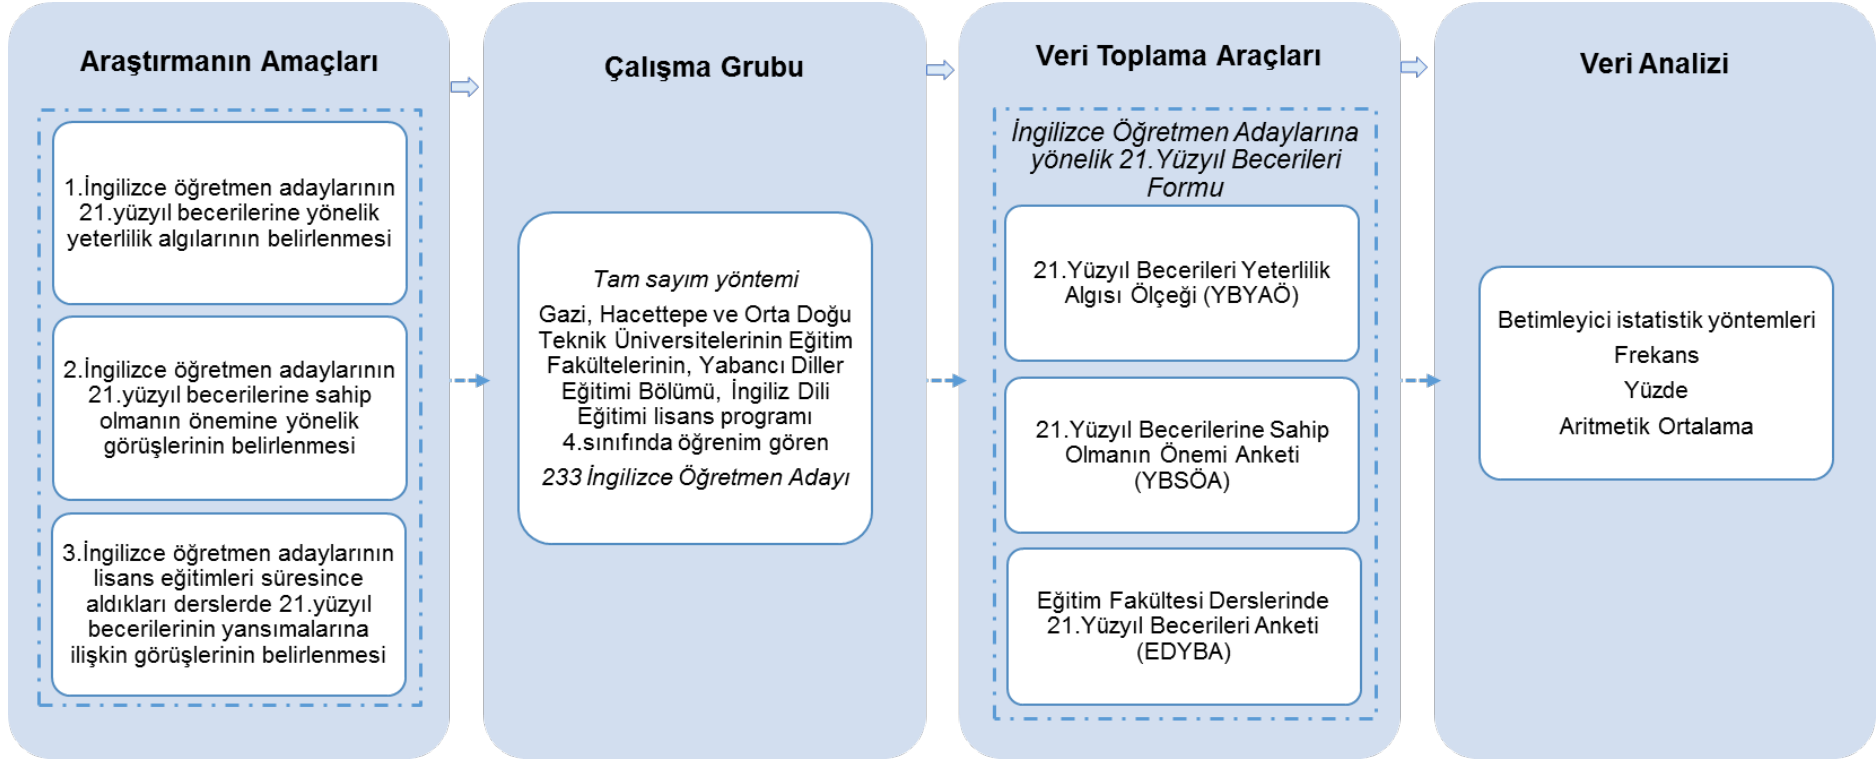 Araştırmanın Amaçları
1.İngilizce öğretmen adaylarının
21.yüzyıl becerilerine yönelik
yeterlilik algılarının belirlenmesi
2.İngilizce öğretmen adaylarının
21.yüzyıl becerilerine sahip
olmanın önemine yönelik
görüşlerinin belirlenmesi
3.İngilizce öğretmen adaylarının
lisans eğitimleri süresince
aldıkları derslerde 21.yüzyıl
becerilerinin yansımalarına
ilişkin görüşlerinin belirlenmesi
Çalışma Grubu
Tam sayım yöntemi
Gazi, Hacettepe ve Orta Doğu
Teknik Üniversitelerinin Eğitim
Fakültelerinin, Yabancı Diller
Eğitimi Bölümü, İngiliz Dili
Eğitimi lisans programı
4.sınıfında öğrenim gören
233 İngilizce Öğretmen Adayı
Veri Toplama Araçları
İngilizce Öğretmen Adaylarına
yönelik 21.Yüzyıl Becerileri
Formu
21.Yüzyıl Becerileri Yeterlilik
Algısı Ölçeği (YBYAÖ)
21.Yüzyıl Becerilerine Sahip
Olmanın Önemi Anketi
(YBSÖA)
Eğitim Fakültesi Derslerinde
21.Yüzyıl Becerileri Anketi
(EDYBA)
Veri Analizi
Betimleyici istatistik yöntemleri
Frekans
Yüzde
Aritmetik Ortalama